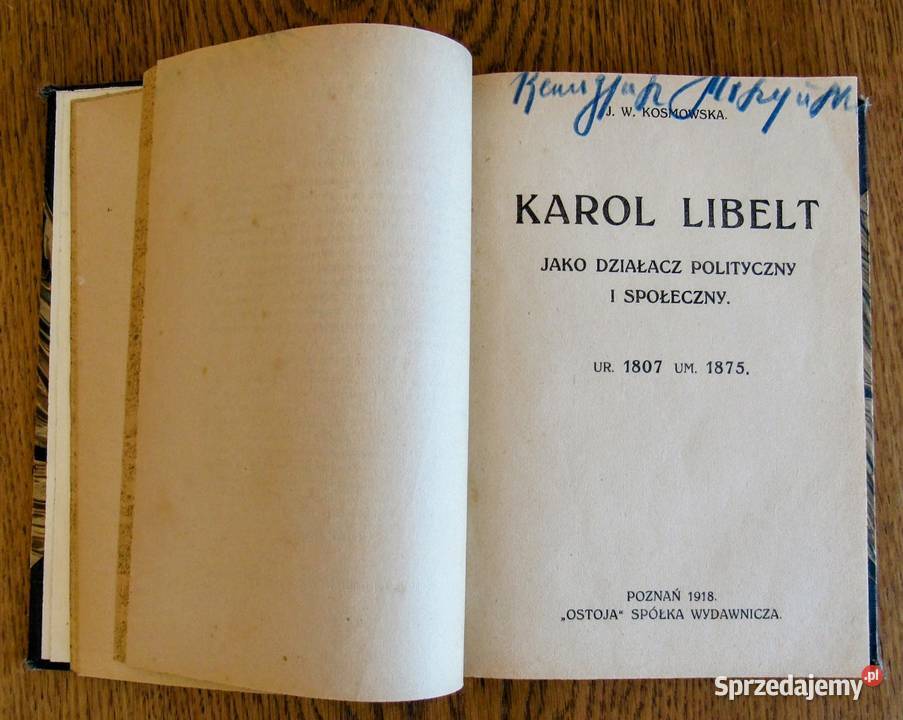 J. W. KOSMOWSKA.
KAROL LIBELT
JAKO DZIAŁACZ POLITYCZNY
I SPOŁECZNY.
UR. 1807 UM. 1875.
POZNAŃ 1918.
„OSTOJA“ SPÓŁKA WYDAWNICZA.
Sprzedajemy.pl